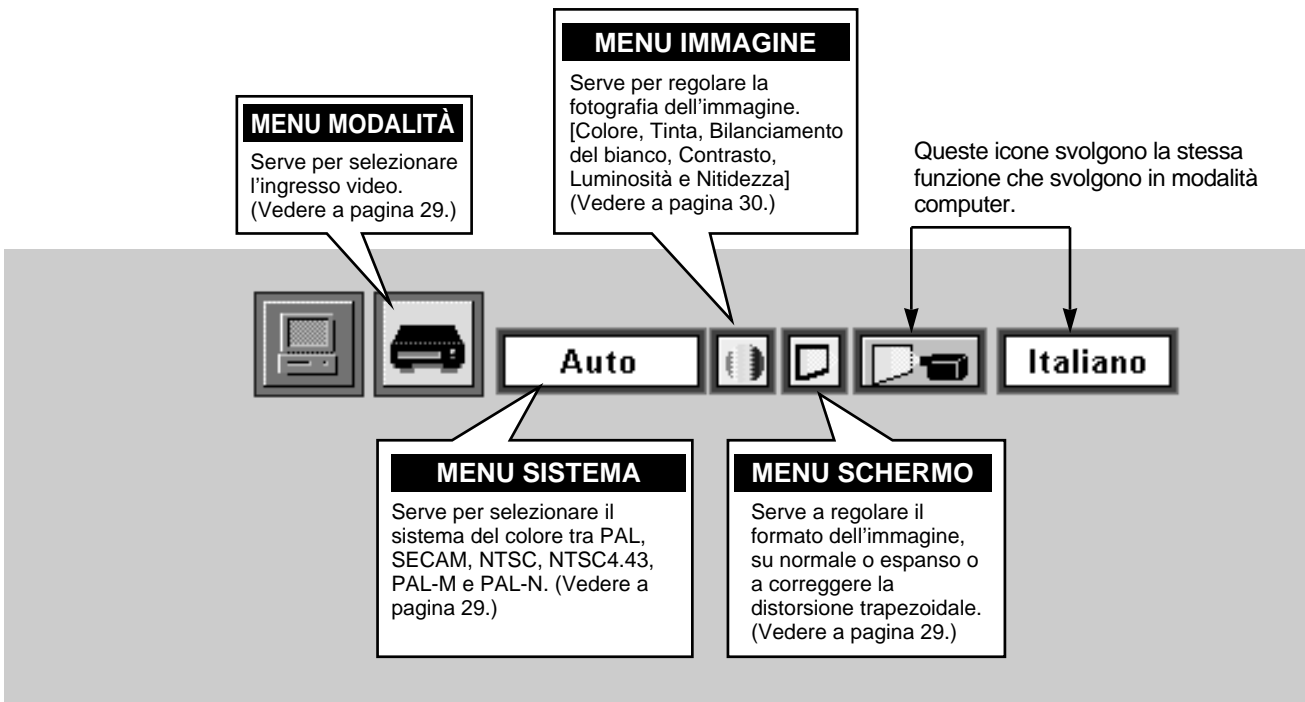 MENU IMMAGINE
Serve per regolare la
fotografia dell'immagine.
[Colore, Tinta, Bilanciamento
del bianco, Contrasto,
Luminosità e Nitidezza]
(Vedere a pagina 30.)
MENU MODALITÀ
Serve per selezionare
l'ingresso video.
(Vedere a pagina 29.)
Queste icone svolgono la stessa
funzione che svolgono in modalità
computer.
Auto
Italiano
MENU SISTEMA
Serve per selezionare il
sistema del colore tra PAL,
SECAM, NTSC, NTSC4.43,
PAL-M e PAL-N. (Vedere a
pagina 29.)
MENU SCHERMO
Serve a regolare il
formato dell'immagine,
su normale o espanso o
a correggere la
distorsione trapezoidale.
(Vedere a pagina 29.)